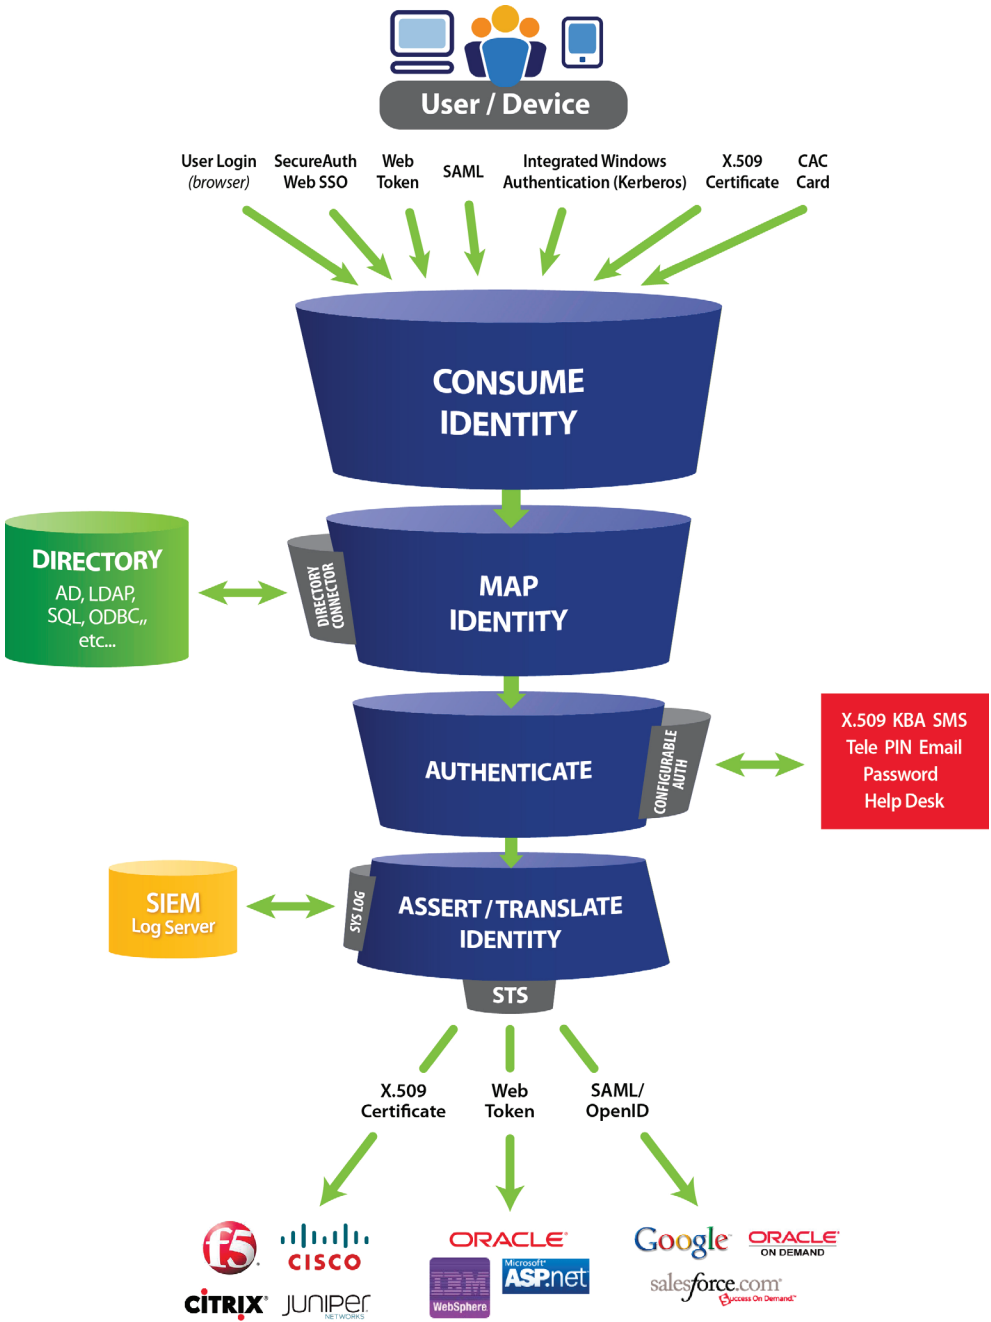 User / Device
User Login
(browser)
SecureAuth
Web SSO
Web
Token
SAML
Integrated Windows
Authentication (Kerberos)
X.509
Certificate
CAC
Card
CONSUME
IDENTITY
DIRECTORY
AD, LDAP,
SQL, ODBC,,
etc...
DIRECTORY
CONNECTOR
MAP
IDENTITY
AUTHENTICATE
CONFIGURABLE
AUTH
X.509 KBA SMS
Tele PIN Email
Password
Help Desk
SIEM
Log Server
SYS LOG
ASSERT / TRANSLATE
IDENTITY
STS
X.509
Certificate
Web
Token
SAML/
OpenID
f5
CISCO
CITRIX®
JUNIPER
NETWORKS
ORACLE®
IBM
WebSphere
Microsoft®
ASP.net
Google™
ORACLE®
ON DEMAND
salesforce.com®
Success On Demand.™